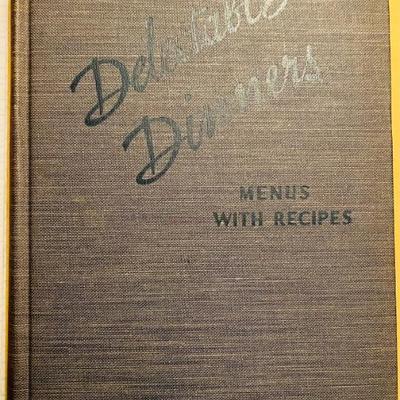 Delectable
Dinners
MENUS
WITH RECIPES